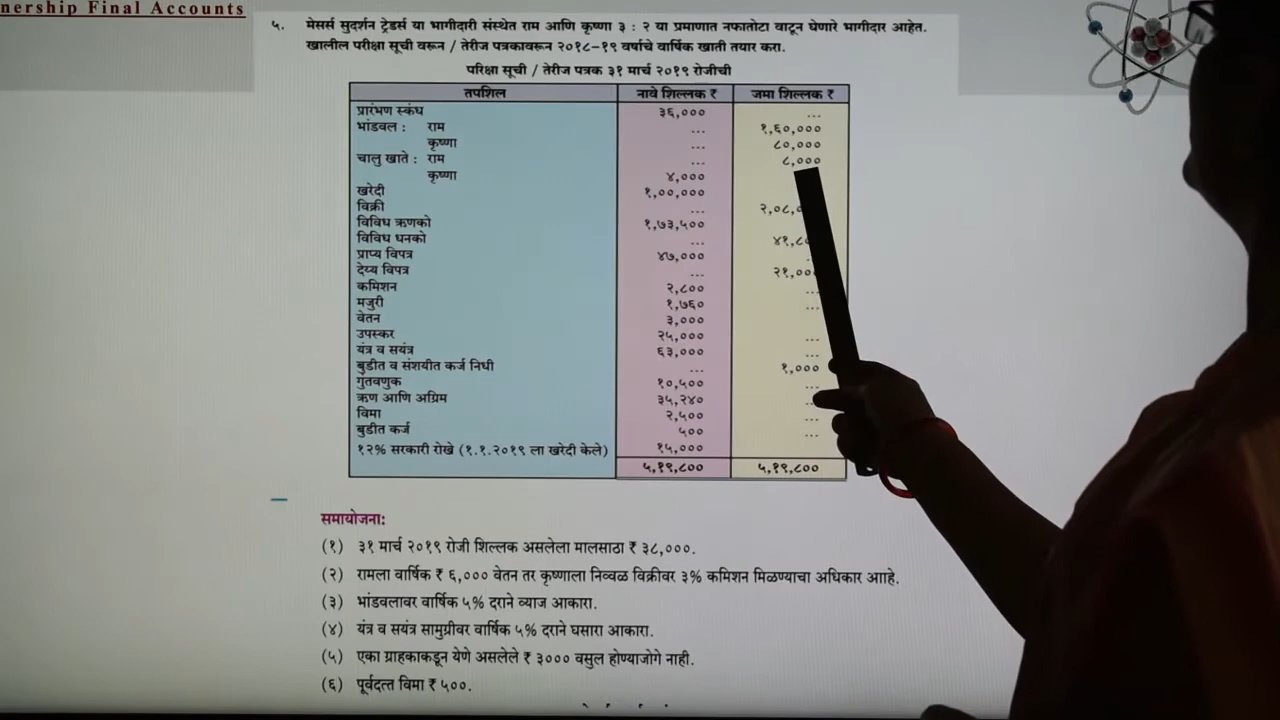 nership Final Accounts
५. मेसर्स सुदर्शन ट्रेडर्स या भागीदारी संस्थेत राम आणि कृष्णा ३ : २ या प्रमाणात नफातोटा वाटून घेणारे भागीदार आहेत.
खालील परीक्षा सूची वरून / तेरीज पत्रकावरून २०१८-१९ वर्षाचे वार्षिक खाती तयार करा.
परिक्षा सूची / तेरीज पत्रक ३१ मार्च २०१९ रोजीची
तपशिल नावे शिल्लक ₹ जमा शिल्लक ₹
प्रारंभण स्कंध ३६,००० ...
भांडवल : राम ... १,६०,०००
कृष्णा ... ८०,०००
चालु खाते : राम ... ८,०००
कृष्णा ४,०००
खरेदी १,००,०००
विक्री ... २,०८,
विविध ऋणको १,७३,५००
विविध धनको ... ४१,८
प्राप्य विपत्र ४७,०००
देय्य विपत्र ... २१,००
कमिशन २,८०० ...
मजुरी १,७६० ...
वेतन ३,०००
उपस्कर २५,००० ...
यंत्र व सयंत्र ६३,००० ...
बुडीत व संशयीत कर्ज निधी ... १,०००
गुंतवणुक १०,५०० ...
ऋण आणि अग्रिम ३५,२४० ...
विमा २,५०० ...
बुडीत कर्ज ५०० ...
१२% सरकारी रोखे (१.१.२०१९ ला खरेदी केले) १५,०००
५,१९,८०० ५,१९,८००
समायोजना:
(१) ३१ मार्च २०१९ रोजी शिल्लक असलेला मालसाठा ₹ ३८,०००.
(२) रामला वार्षिक ₹ ६,००० वेतन तर कृष्णाला निव्वळ विक्रीवर ३% कमिशन मिळण्याचा अधिकार आाहे.
(३) भांडवलावर वार्षिक ५% दराने व्याज आकारा.
(४) यंत्र व सयंत्र सामुग्रीवर वार्षिक ५% दराने घसारा आकारा.
(५) एका ग्राहकाकडून येणे असलेले ₹ ३००० वसुल होण्याजोगे नाही.
(६) पूर्वदत्त विमा ₹ ५००.